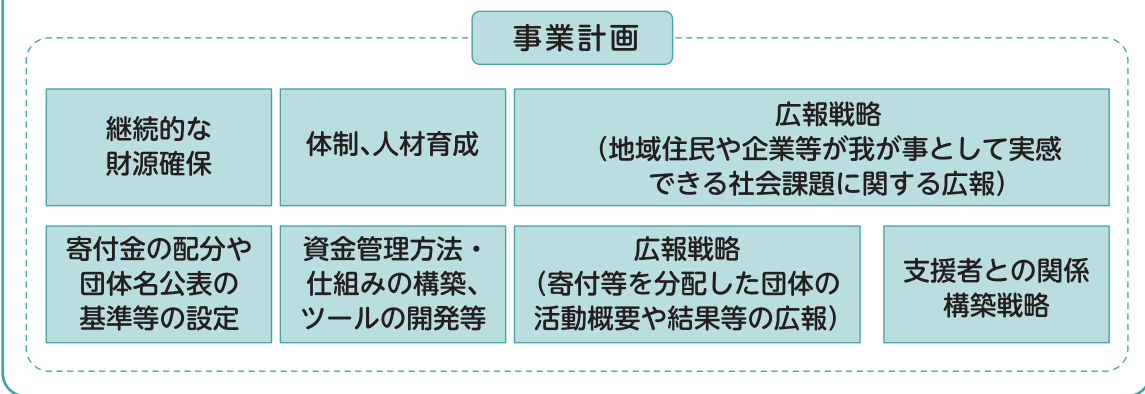 事業計画
継続的な
財源確保
体制、人材育成
広報戦略
（地域住民や企業等が我が事として実感
できる社会課題に関する広報）
寄付金の配分や
団体名公表の
基準等の設定
資金管理方法・
仕組みの構築、
ツールの開発等
広報戦略
（寄付等を分配した団体の
活動概要や結果等の広報）
支援者との関係
構築戦略